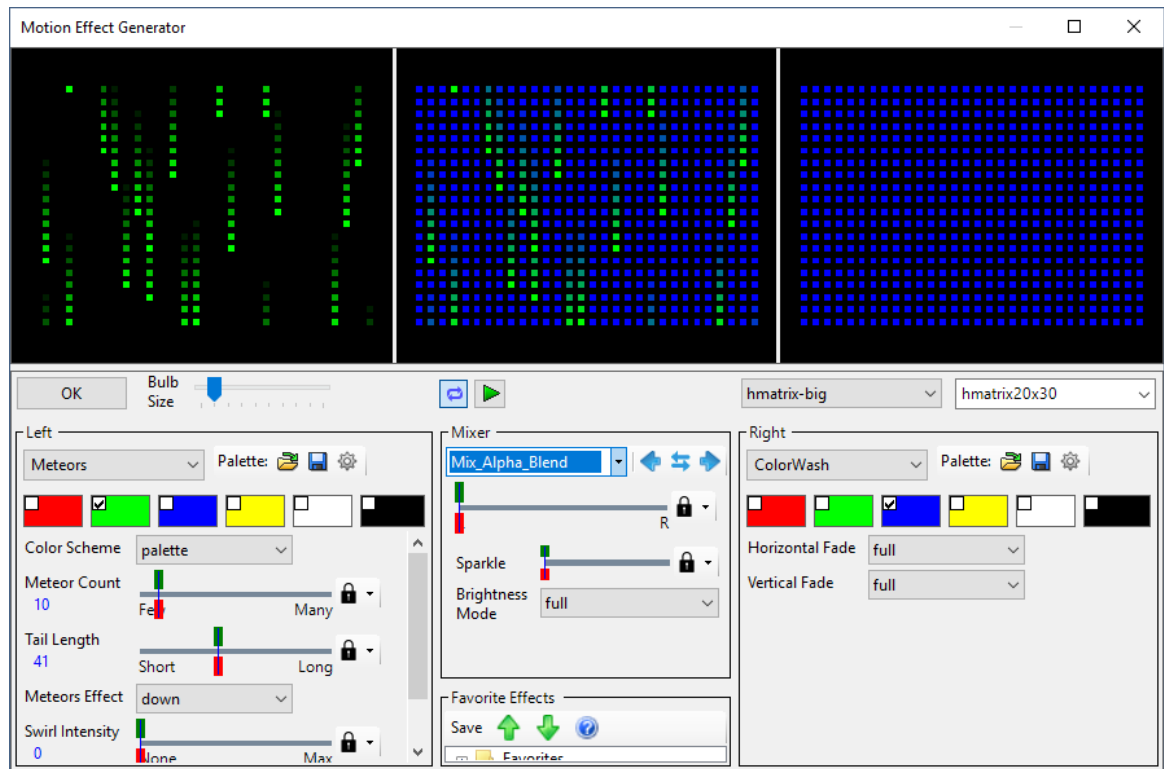 Motion Effect Generator
OK
Bulb Size
hmatrix-big
hmatrix20x30
Left
Meteors
Palette:
Color Scheme
palette
Meteor Count
10
Few
Many
Tail Length
41
Short
Long
Meteors Effect
down
Swirl Intensity
0
None
Max
Mixer
Mix_Alpha_Blend
R
Sparkle
Brightness Mode
full
Favorite Effects
Save
Favorites
Right
ColorWash
Palette:
Horizontal Fade
full
Vertical Fade
full